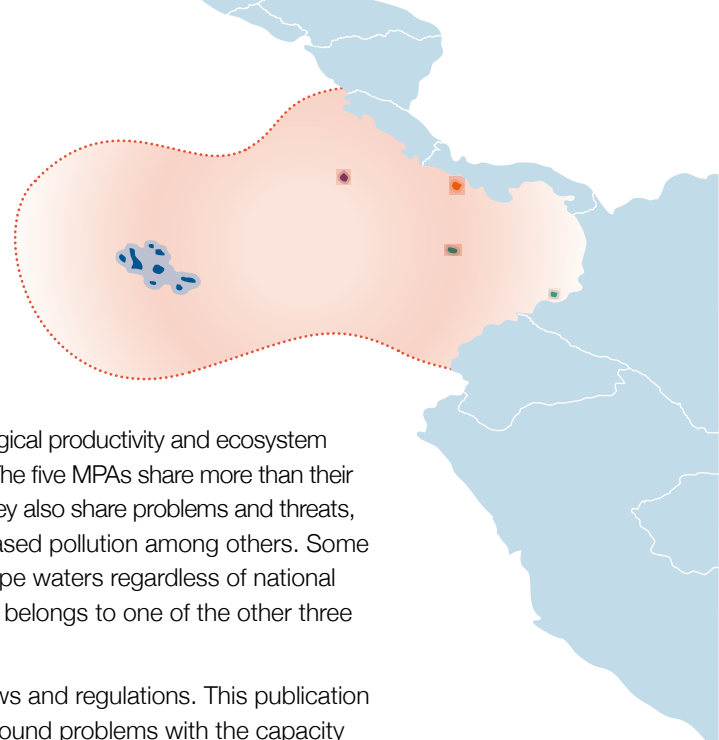 gical productivity and ecosystem
he five MPAs share more than their
ey also share problems and threats,
ased pollution among others. Some
pe waters regardless of national
belongs to one of the other three
ws and regulations. This publication
ound problems with the capacity